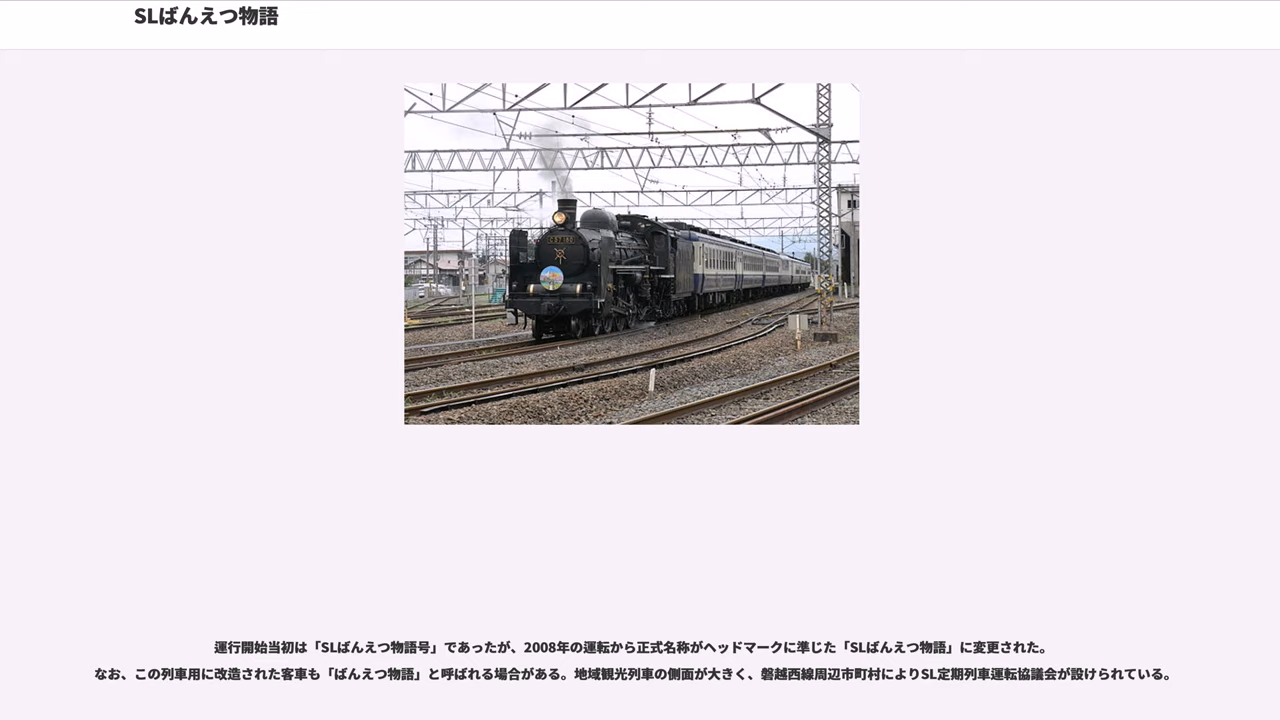 SLばんえつ物語
運行開始当初は「SLばんえつ物語号」であったが、2008年の運転から正式名称がヘッドマークに準じた「SLばんえつ物語」に変更された。
なお、この列車用に改造された客車も「ばんえつ物語」と呼ばれる場合がある。地域観光列車の側面が大きく、磐越西線周辺市町村によりSL定期列車運転協議会が設けられている。